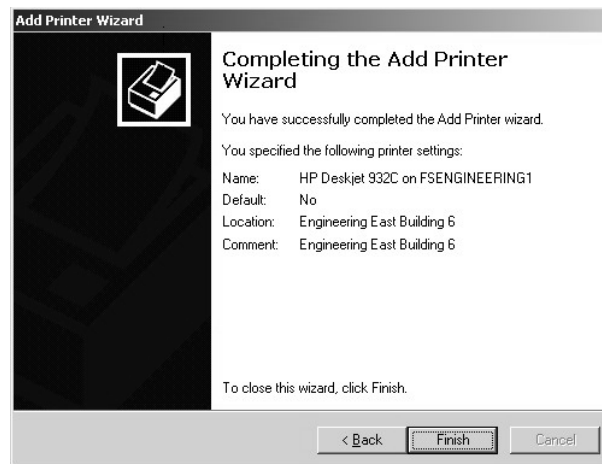 Add Printer Wizard
Completing the Add Printer
Wizard
You have successfully completed the Add Printer wizard.
You specified the following printer settings:
Name: HP Deskjet 932C on FSENGINEERING1
Default: No
Location: Engineering East Building 6
Comment: Engineering East Building 6
To close this wizard, click Finish.
< Back Finish Cancel